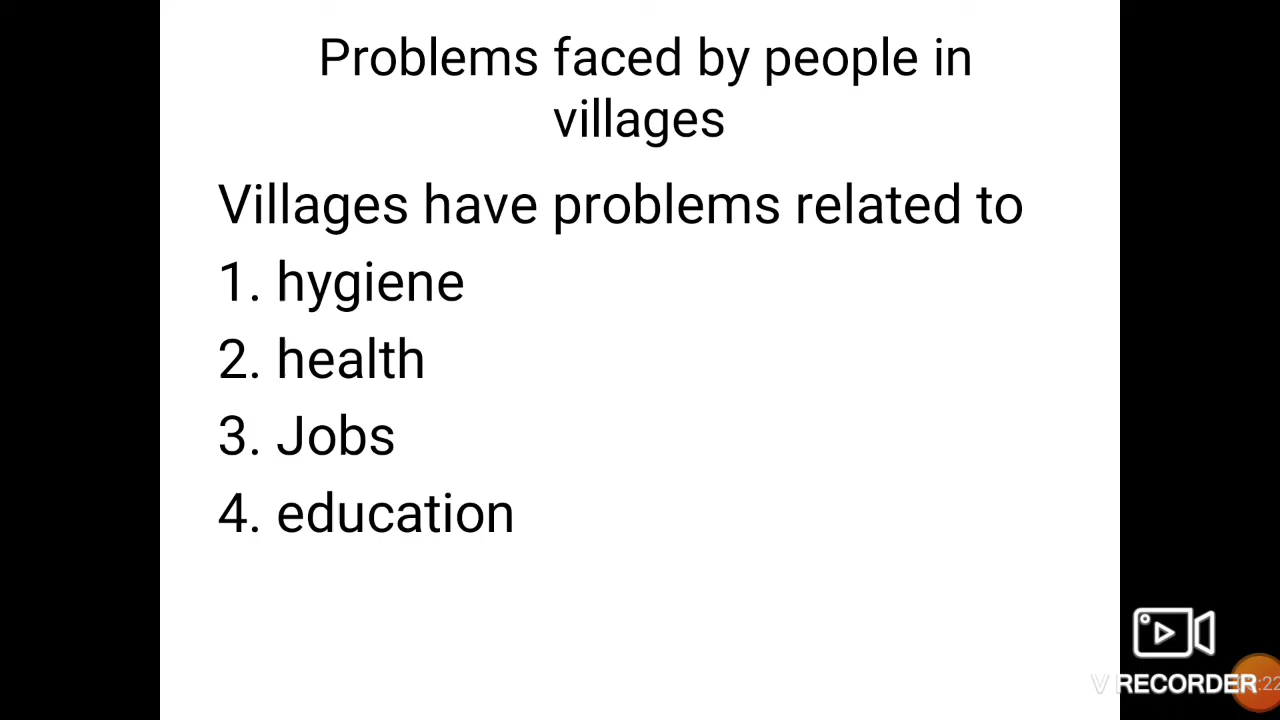 Problems faced by people in
villages
Villages have problems related to
1. hygiene
2. health
3. Jobs
4. education
V RECORDER
:22